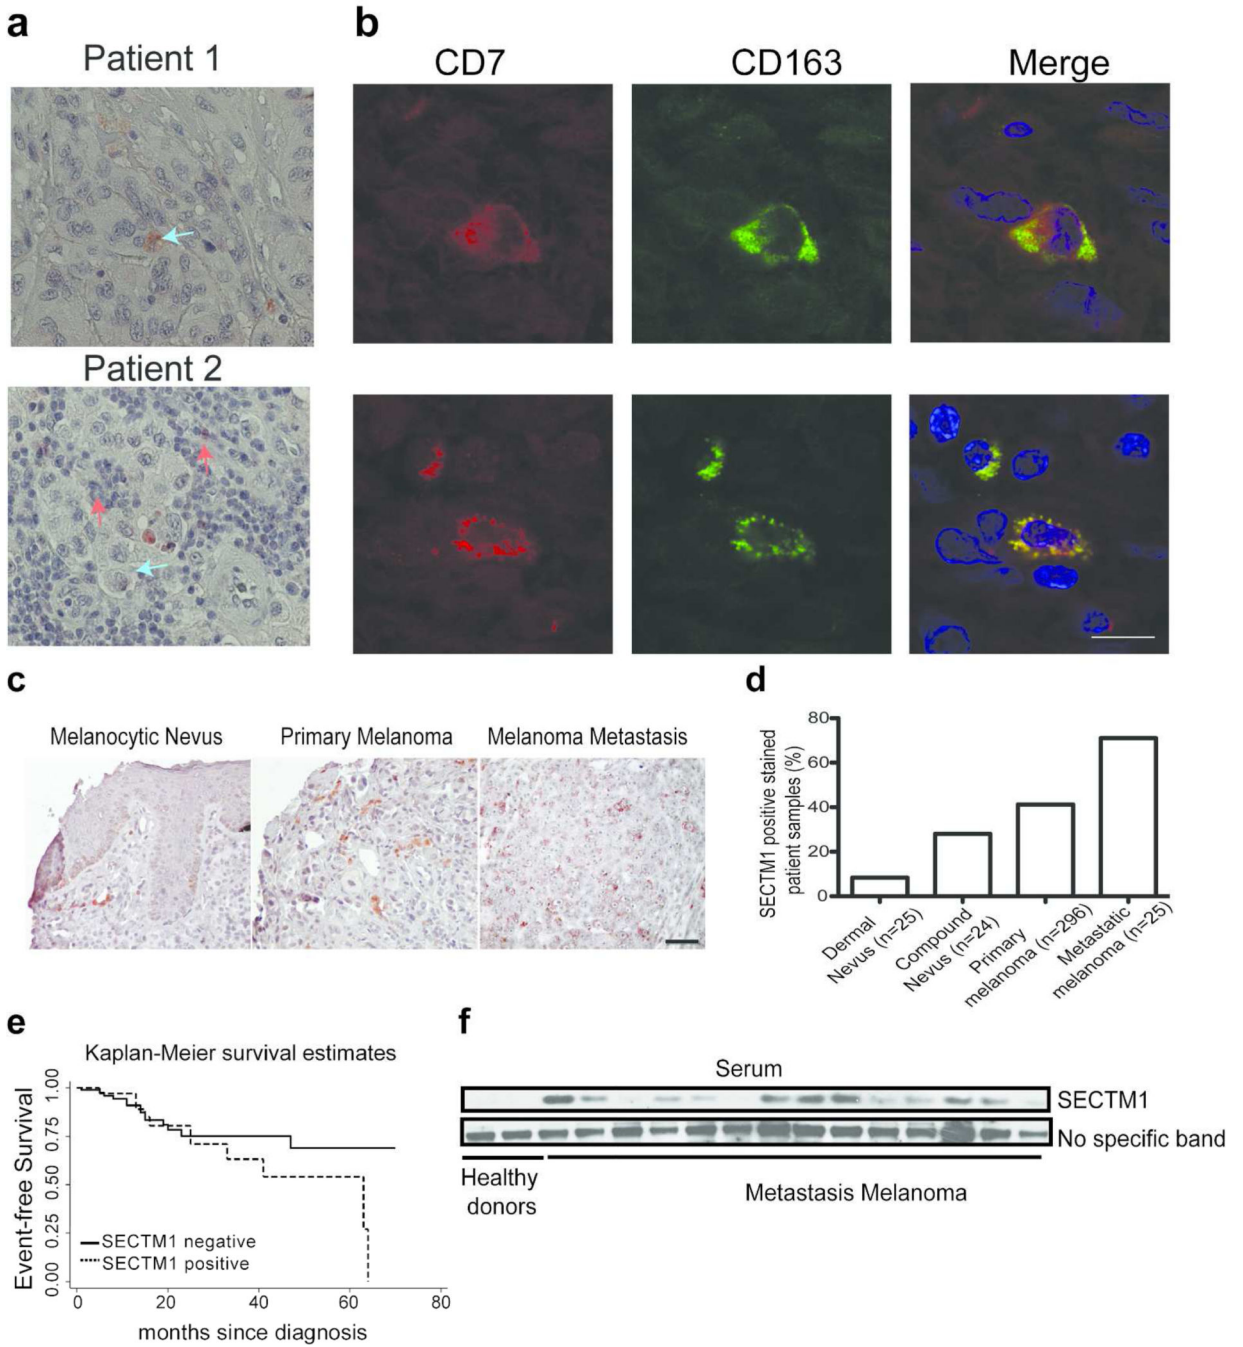 a
Patient 1
Patient 2
b
CD7
CD163
Merge
c
Melanocytic Nevus
Primary Melanoma
Melanoma Metastasis
d
SECTM1 positive stained
patient samples (%)
80
60
40
20
0
Dermal
Nevus (n=25)
Compound
Nevus (n=24)
Primary
melanoma (n=296)
Metastatic
melanoma (n=25)
e
Kaplan-Meier survival estimates
Event-free Survival
1.00
0.75
0.50
0.25
0.00
SECTM1 negative
SECTM1 positive
0
20
40
60
80
months since diagnosis
f
Serum
SECTM1
No specific band
Healthy
donors
Metastasis Melanoma